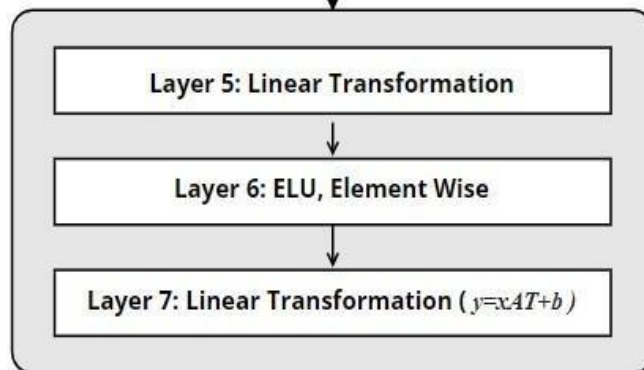 Layer 5: Linear Transformation
Layer 6: ELU, Element Wise
Layer 7: Linear Transformation ( y=xAT+b )